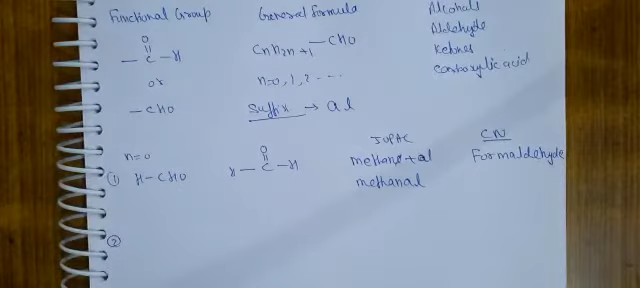 Functional Group
O
||
— C — H
or
— CHO
General formula
CnH2n+1 — CHO
n=0, 1, 2 - - -
Suffix → al
Alcohols
Aldehyde
Ketones
Carboxylic acid
n=0
① H — CHO
O
||
H — C — H
IUPAC
methane + al
methanal
CN
Formaldehyde
②